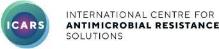 ICARS
INTERNATIONAL CENTRE FOR
ANTIMICROBIAL RESISTANCE
SOLUTIONS